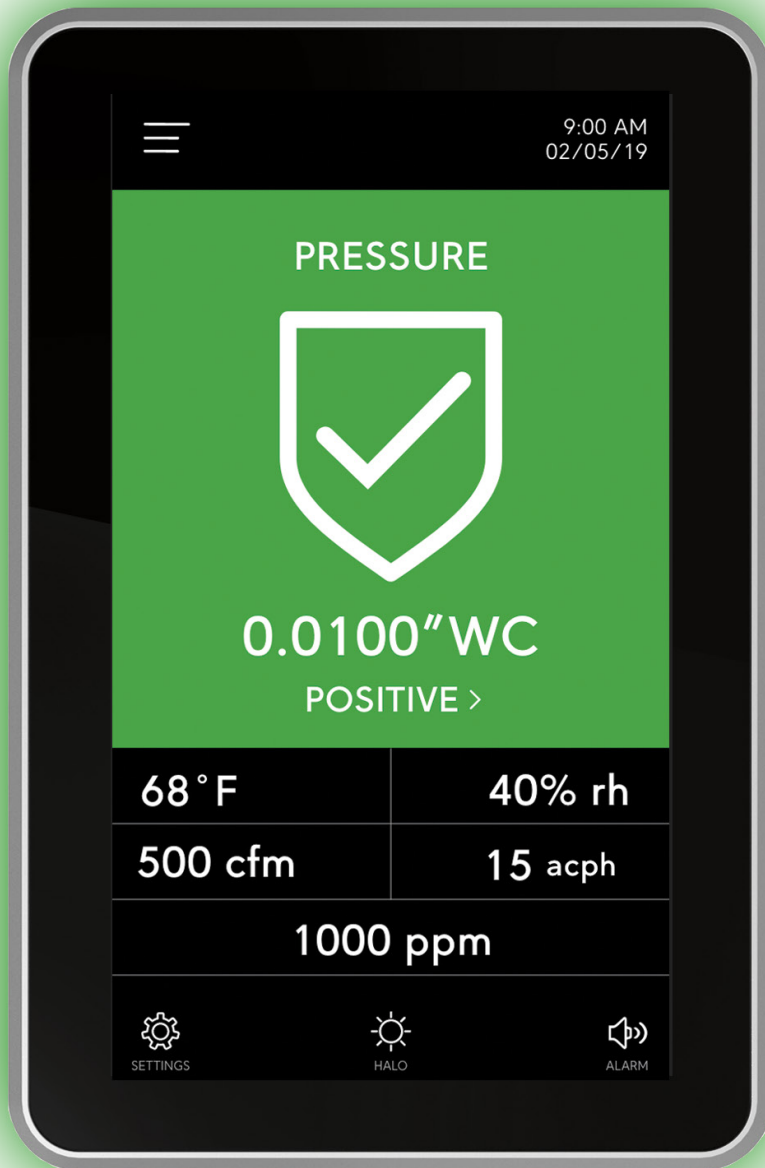 9:00 AM
02/05/19
PRESSURE
0.0100"WC
POSITIVE >
68°F
40% rh
500 cfm
15 acph
1000 ppm
SETTINGS
HALO
ALARM